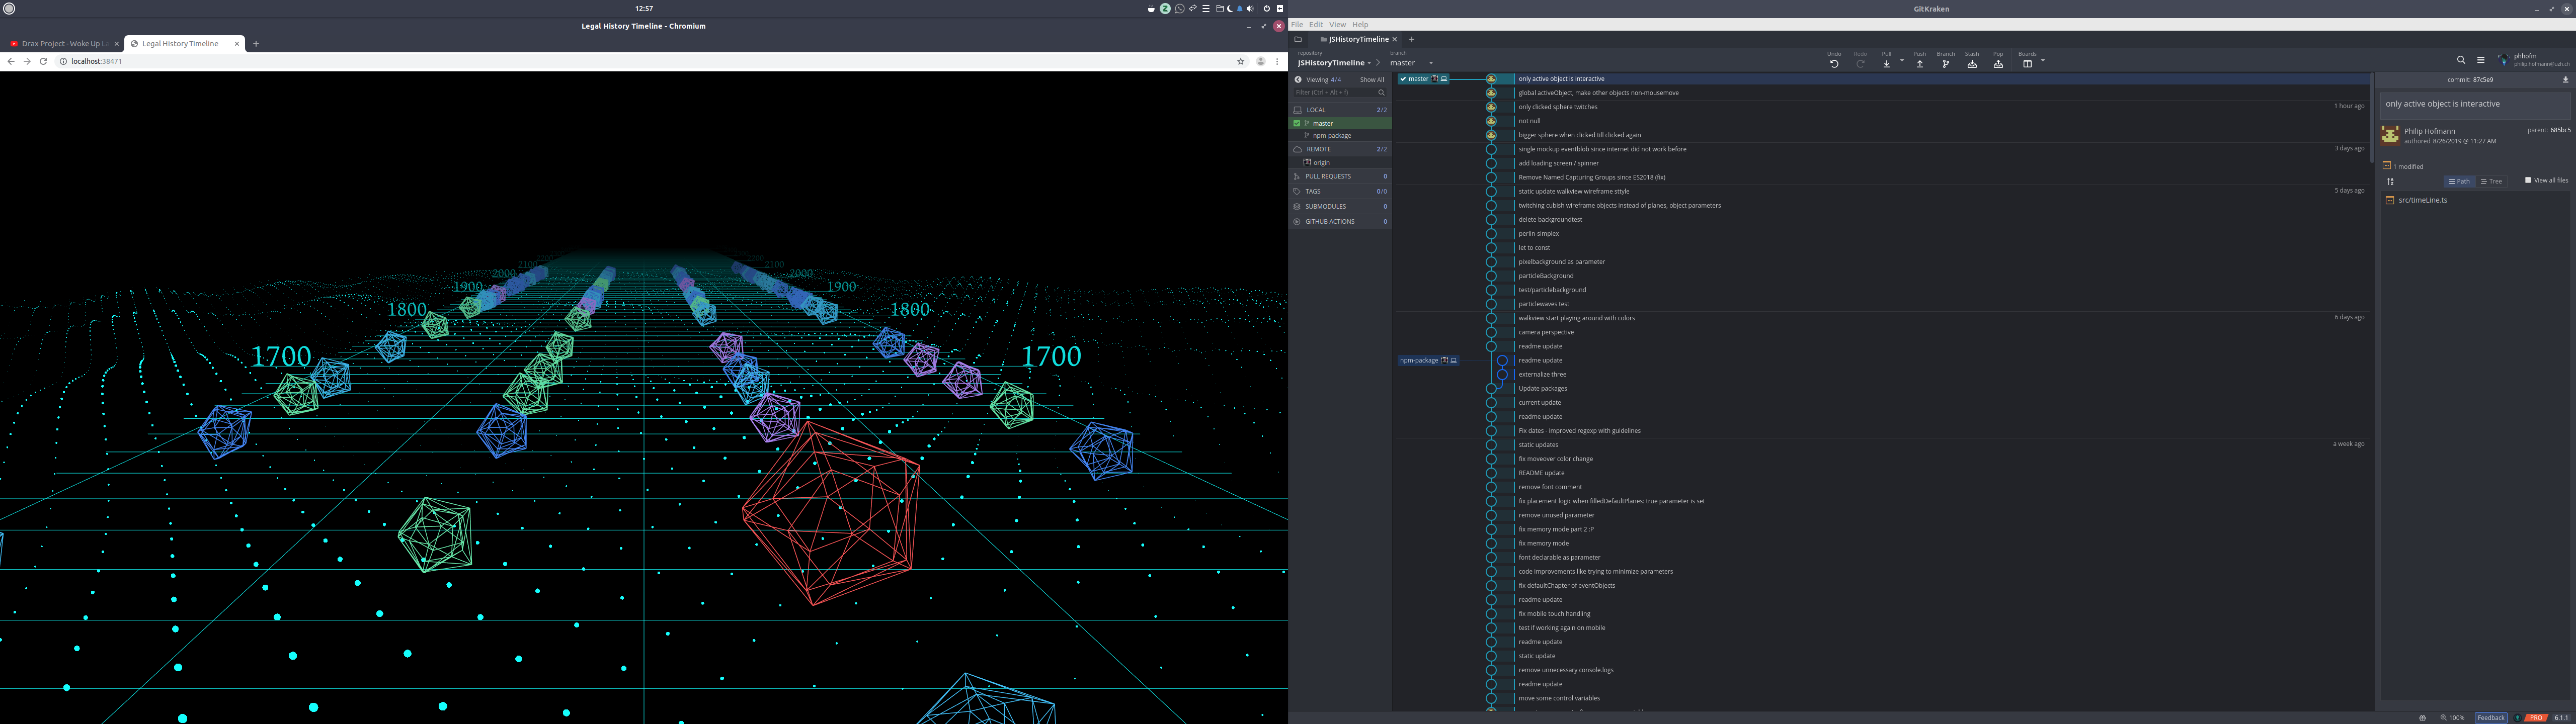 12:57
Legal History Timeline - Chromium
Drax Project - Woke Up La
Legal History Timeline
localhost:38471
2100
2100
2000
2000
1900
1900
1800
1800
1700
1700
GitKraken
File Edit View Help
JSHistoryTimeline
repository
JSHistoryTimeline
branch
master
Undo
Redo
Pull
Push
Branch
Stash
Pop
Boards
phhofm
philip.hofmann@uzh.ch
Viewing 4/4
Show All
Filter (Ctrl + Alt + f)
LOCAL 2/2
master
npm-package
REMOTE 2/2
origin
PULL REQUESTS 0
TAGS 0/0
SUBMODULES 0
GITHUB ACTIONS 0
master
only active object is interactive
global activeObject, make other objects non-mousemove
only clicked sphere twitches
1 hour ago
not null
bigger sphere when clicked till clicked again
single mockup eventblob since internet did not work before
3 days ago
add loading screen / spinner
Remove Named Capturing Groups since ES2018 (fix)
static update walkview wireframe sttyle
5 days ago
twitching cubish wireframe objects instead of planes, object parameters
delete backgroundtest
perlin-simplex
let to const
pixelbackground as parameter
particleBackground
test/particlebackground
particlewaves test
walkview start playing around with colors
6 days ago
camera perspective
readme update
npm-package
readme update
externalize three
Update packages
current update
readme update
Fix dates - improved regexp with guidelines
static updates
a week ago
fix moveover color change
README update
remove font comment
fix placement logic when filledDefaultPlanes: true parameter is set
remove unused parameter
fix memory mode part 2 :P
fix memory mode
font declarable as parameter
code improvements like trying to minimize parameters
fix defaultChapter of eventObjects
readme update
fix mobile touch handling
test if working again on mobile
readme update
static update
remove unnecessary console.logs
readme update
move some control variables
commit: 87c5e9
only active object is interactive
Philip Hofmann
authored 8/26/2019 @ 11:27 AM
parent: 685bc5
1 modified
Path
Tree
View all files
src/timeLine.ts
100%
Feedback
PRO
6.1.1